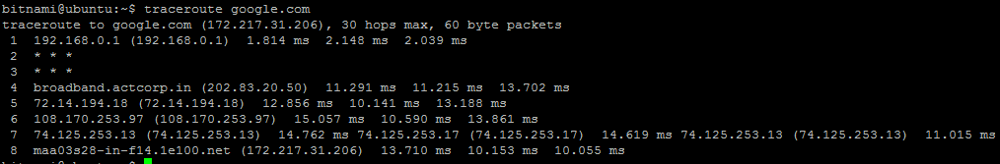 bitnami@ubuntu:~$ traceroute google.com
traceroute to google.com (172.217.31.206), 30 hops max, 60 byte packets
1 192.168.0.1 (192.168.0.1) 1.814 ms 2.148 ms 2.039 ms
2 * * *
3 * * *
4 broadband.actcorp.in (202.83.20.50) 11.291 ms 11.215 ms 13.702 ms
5 72.14.194.18 (72.14.194.18) 12.856 ms 10.141 ms 13.188 ms
6 108.170.253.97 (108.170.253.97) 15.057 ms 10.590 ms 13.861 ms
7 74.125.253.13 (74.125.253.13) 14.762 ms 74.125.253.17 (74.125.253.17) 14.619 ms 74.125.253.13 (74.125.253.13) 11.015 ms
8 maa03s28-in-f14.1e100.net (172.217.31.206) 13.710 ms 10.153 ms 10.055 ms